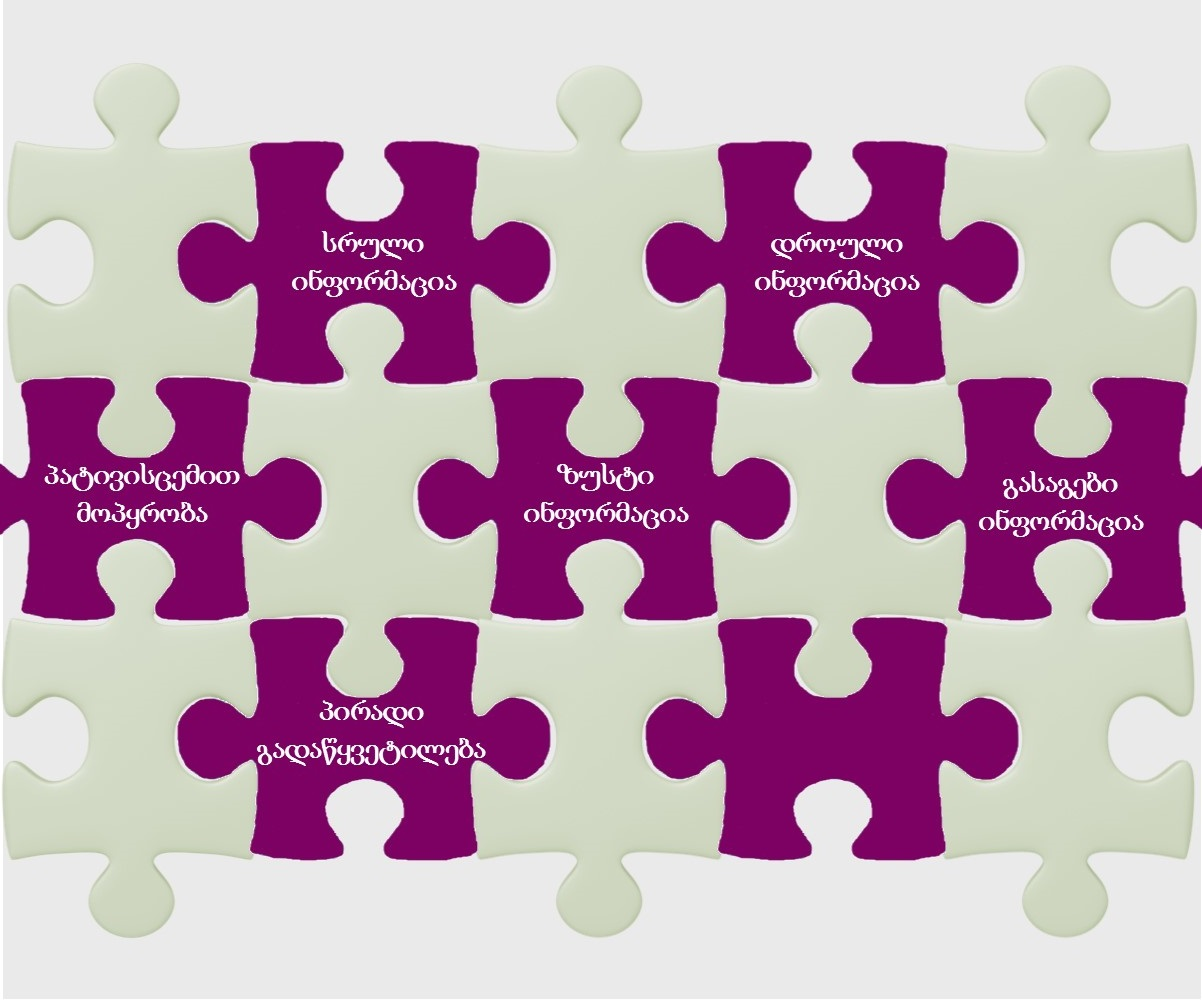 სრული
ინფორმაცია
დროული
ინფორმაცია
პატივისცემით
მოპყრობა
ზუსტი
ინფორმაცია
გასაგები
ინფორმაცია
პირადი
გადაწყვეტილება